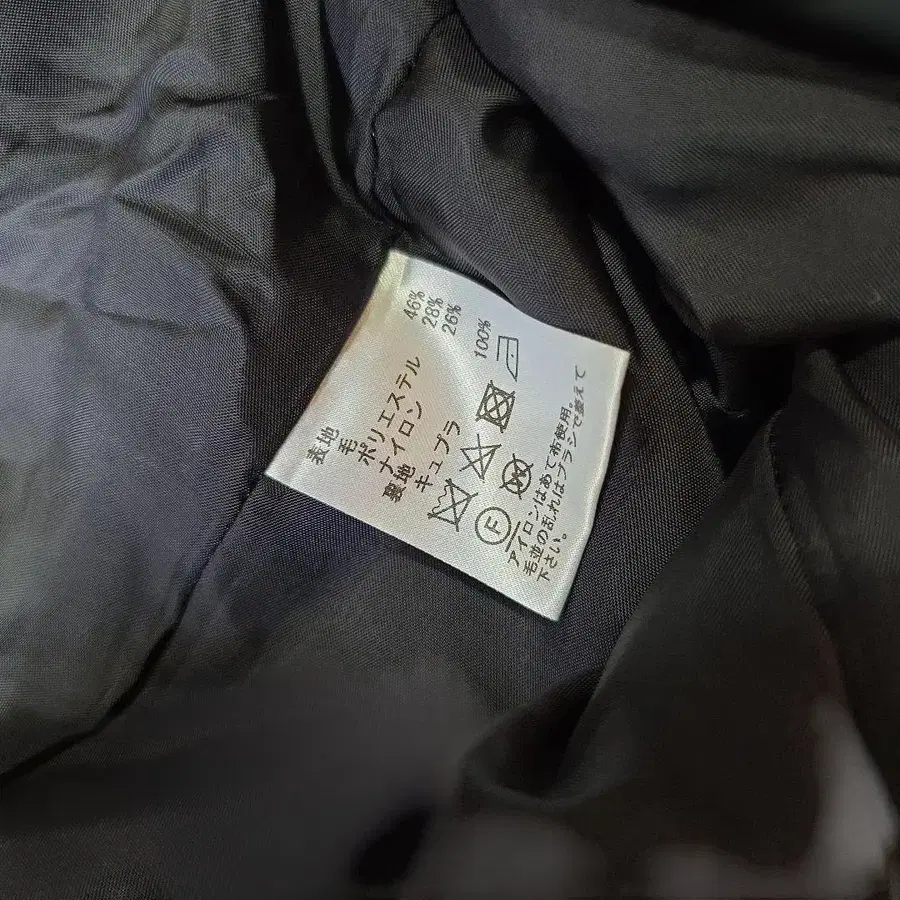 表地
毛 46%
ポリエステル 28%
ナイロン 26%
裏地
キュプラ 100%
F
アイロンはあて布使用。
毛並の乱れはブラシで整えて
下さい。